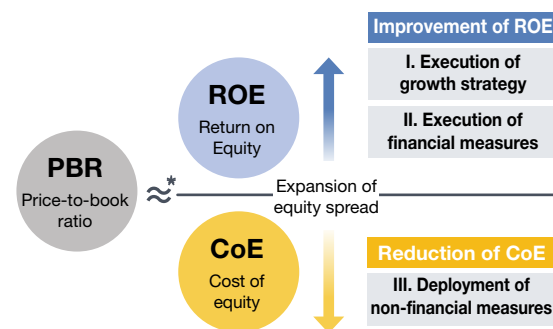 PBR
Price-to-book
ratio
≈*
ROE
Return on
Equity
CoE
Cost of
equity
Expansion of
equity spread
Improvement of ROE
I. Execution of
growth strategy
II. Execution of
financial measures
Reduction of CoE
III. Deployment of
non-financial measures